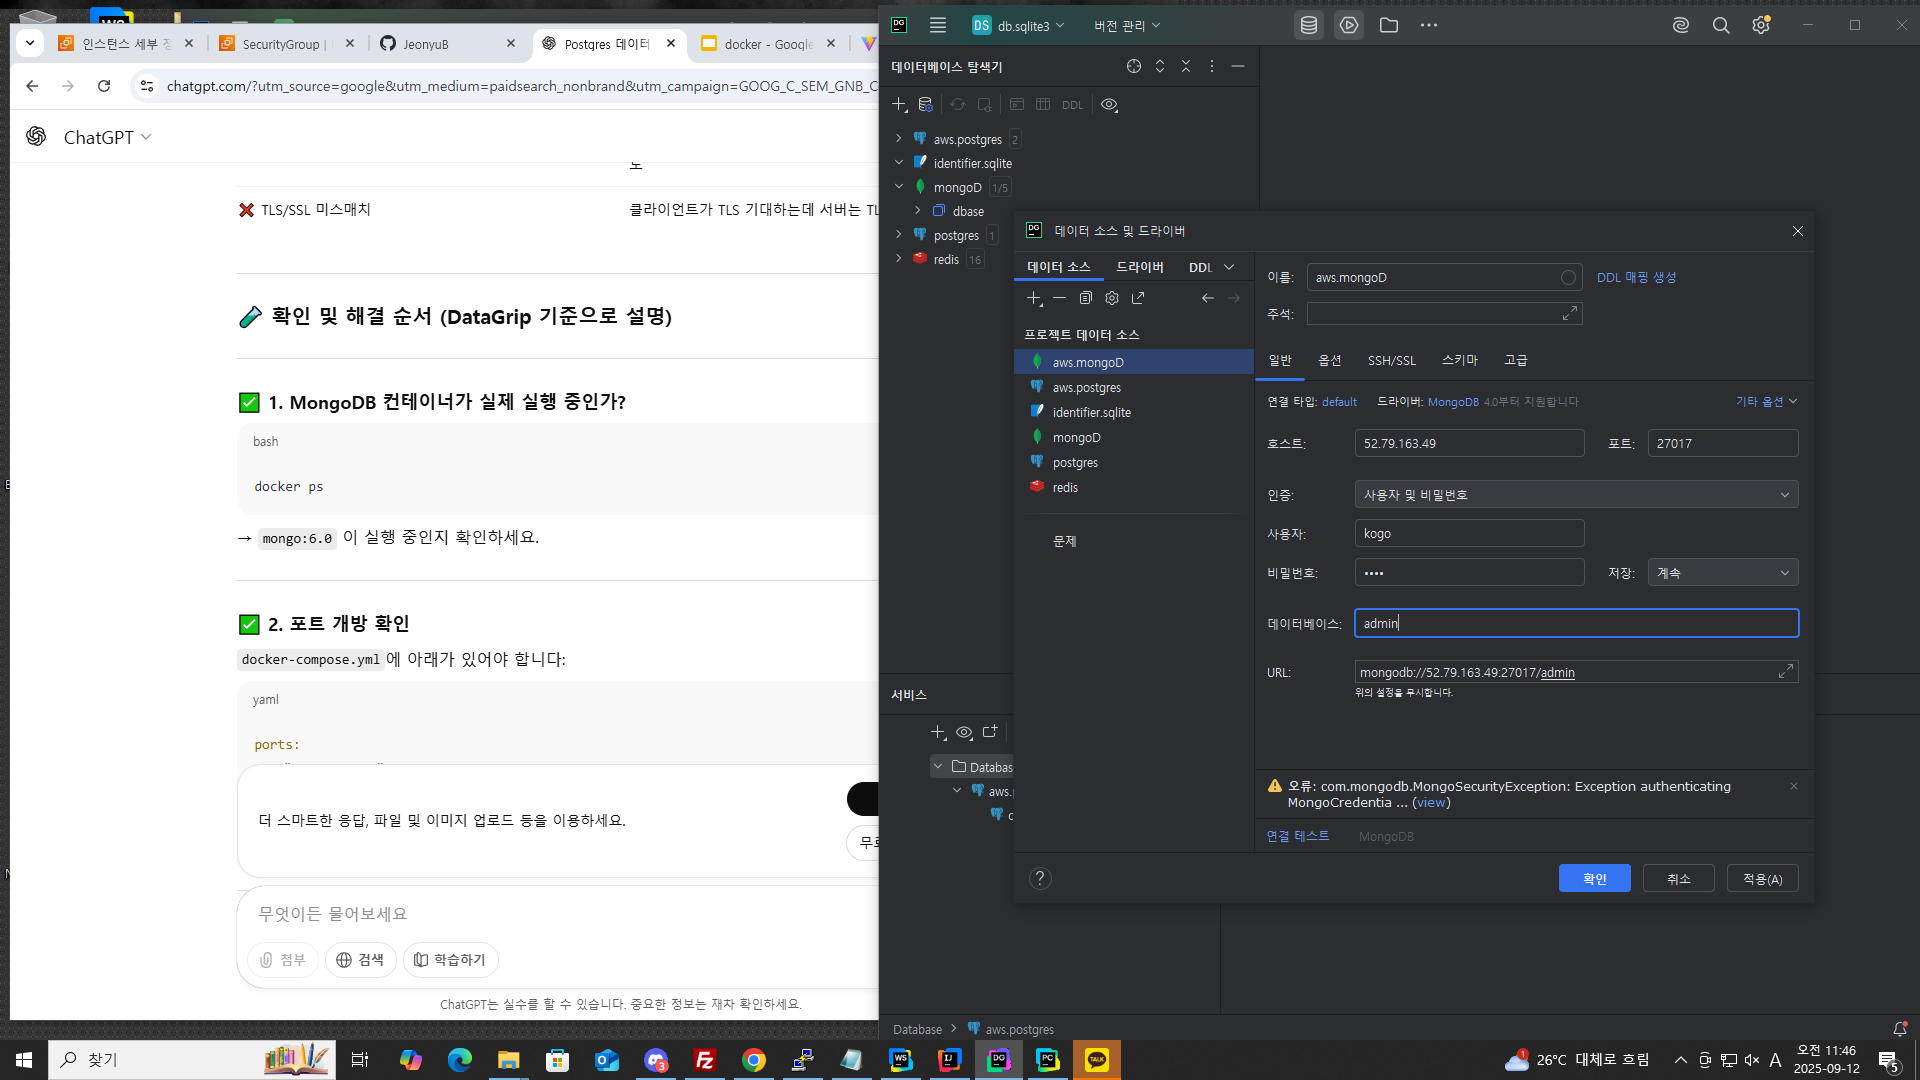 인스턴스 세부 정
SecurityGroup |
JeonyuB
Postgres 데이터
docker - Google
chatgpt.com/?utm_source=google&utm_medium=paidsearch_nonbrand&utm_campaign=GOOG_C_SEM_GNB_C
ChatGPT
❌ TLS/SSL 미스매치
클라이언트가 TLS 기대하는데 서버는 TL
🧪 확인 및 해결 순서 (DataGrip 기준으로 설명)
✅ 1. MongoDB 컨테이너가 실제 실행 중인가?
bash
docker ps
→ mongo:6.0 이 실행 중인지 확인하세요.
✅ 2. 포트 개방 확인
docker-compose.yml에 아래가 있어야 합니다:
yaml
ports:
더 스마트한 응답, 파일 및 이미지 업로드 등을 이용하세요.
무료
무엇이든 물어보세요
첨부
검색
학습하기
ChatGPT는 실수를 할 수 있습니다. 중요한 정보는 재차 확인하세요.
DS db.sqlite3
버전 관리
데이터베이스 탐색기
DDL
aws.postgres 2
identifier.sqlite
mongoD 1/5
dbase
postgres 1
redis 16
서비스
Databas
aws.p
c
Database > aws.postgres
데이터 소스 및 드라이버
데이터 소스
드라이버
DDL
프로젝트 데이터 소스
aws.mongoD
aws.postgres
identifier.sqlite
mongoD
postgres
redis
문제
이름: aws.mongoD
DDL 매핑 생성
주석:
일반
옵션
SSH/SSL
스키마
고급
연결 타입: default 드라이버: MongoDB 4.0부터 지원합니다
기타 옵션
호스트: 52.79.163.49 포트: 27017
인증: 사용자 및 비밀번호
사용자: kogo
비밀번호: •••• 저장: 계속
데이터베이스: admin
URL: mongodb://52.79.163.49:27017/admin
위의 설정을 무시합니다.
오류: com.mongodb.MongoSecurityException: Exception authenticating
MongoCredentia ... (view)
연결 테스트
MongoDB
확인
취소
적용(A)
찾기
26°C 대체로 흐림
A
오전 11:46
2025-09-12
5